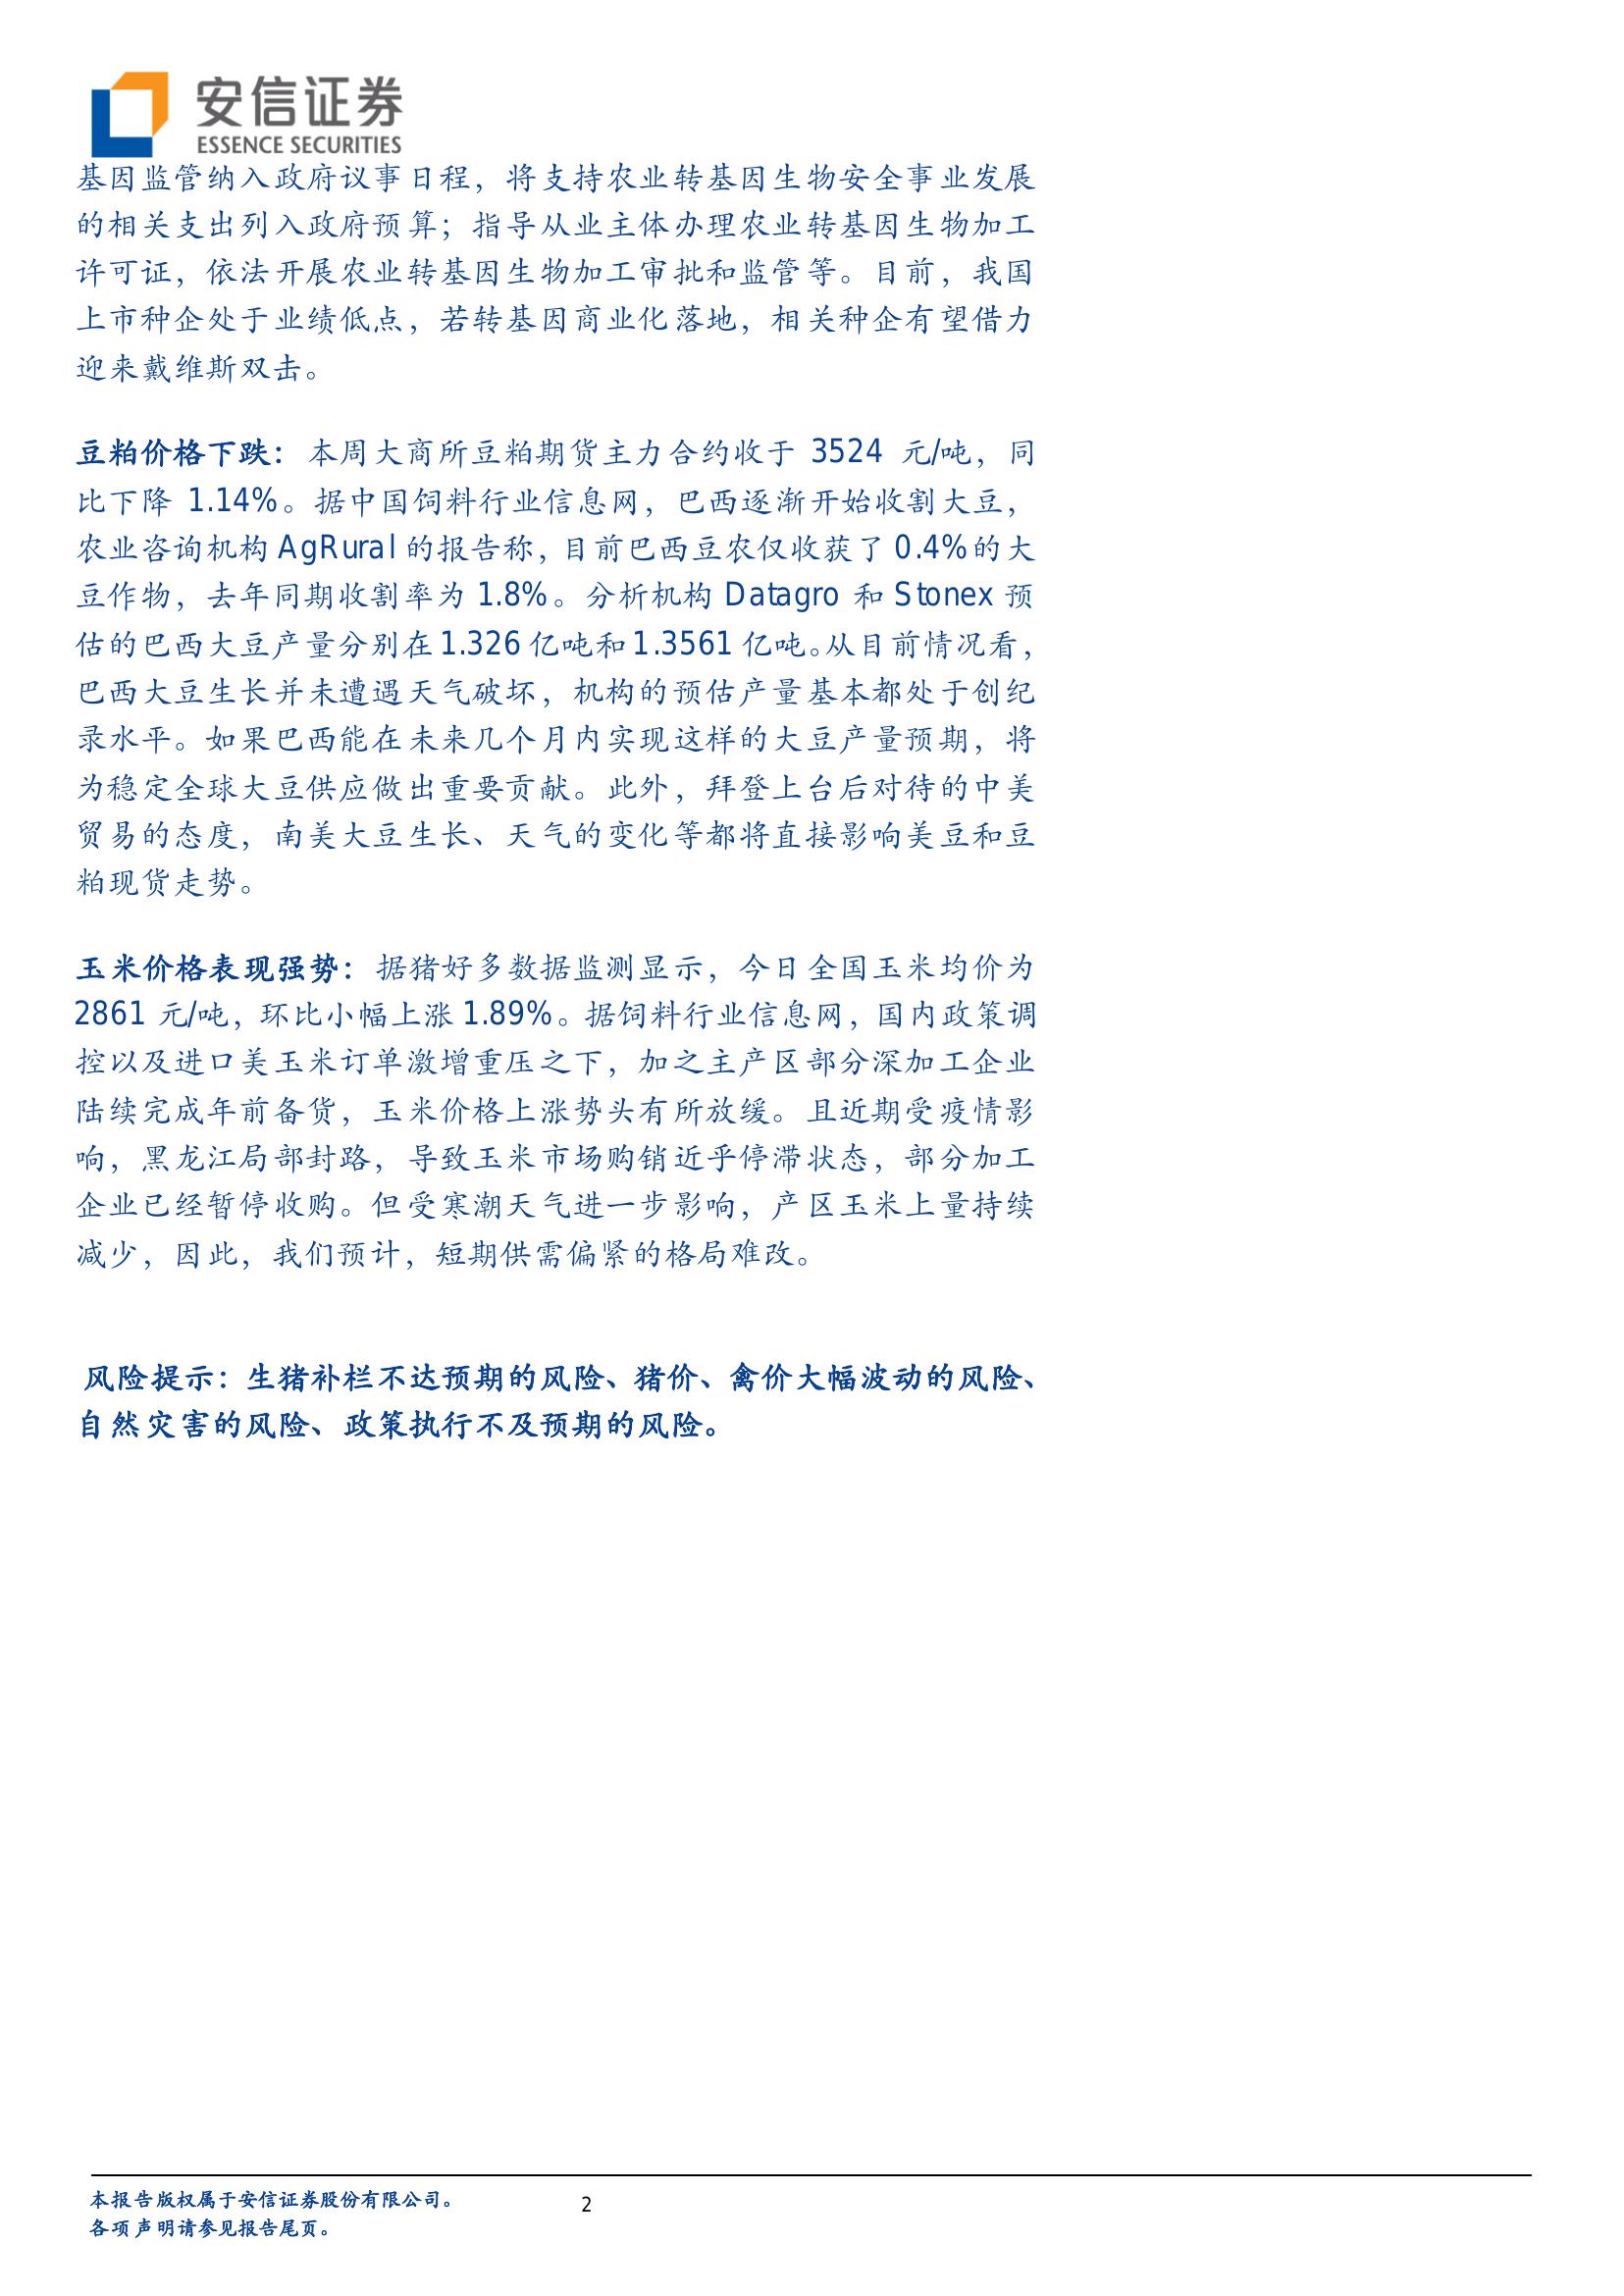 安信证券
ESSENCE SECURITIES
基因监管纳入政府议事日程，将支持农业转基因生物安全事业发展
的相关支出列入政府预算；指导从业主体办理农业转基因生物加工
许可证，依法开展农业转基因生物加工审批和监管等。目前，我国
上市种企处于业绩低点，若转基因商业化落地，相关种企有望借力
迎来戴维斯双击。
豆粕价格下跌：本周大商所豆粕期货主力合约收于 3524 元/吨，同
比下降 1.14%。据中国饲料行业信息网，巴西逐渐开始收割大豆，
农业咨询机构 AgRural 的报告称，目前巴西豆农仅收获了 0.4%的大
豆作物，去年同期收割率为 1.8%。分析机构 Datagro 和 Stonex 预
估的巴西大豆产量分别在 1.326 亿吨和 1.3561 亿吨。从目前情况看，
巴西大豆生长并未遭遇天气破坏，机构的预估产量基本都处于创纪
录水平。如果巴西能在未来几个月内实现这样的大豆产量预期，将
为稳定全球大豆供应做出重要贡献。此外，拜登上台后对待的中美
贸易的态度，南美大豆生长、天气的变化等都将直接影响美豆和豆
粕现货走势。
玉米价格表现强势：据猪好多数据监测显示，今日全国玉米均价为
2861 元/吨，环比小幅上涨 1.89%。据饲料行业信息网，国内政策调
控以及进口美玉米订单激增重压之下，加之主产区部分深加工企业
陆续完成年前备货，玉米价格上涨势头有所放缓。且近期受疫情影
响，黑龙江局部封路，导致玉米市场购销近乎停滞状态，部分加工
企业已经暂停收购。但受寒潮天气进一步影响，产区玉米上量持续
减少，因此，我们预计，短期供需偏紧的格局难改。
风险提示：生猪补栏不达预期的风险、猪价、禽价大幅波动的风险、
自然灾害的风险、政策执行不及预期的风险。
本报告版权属于安信证券股份有限公司。
2
各项声明请参见报告尾页。